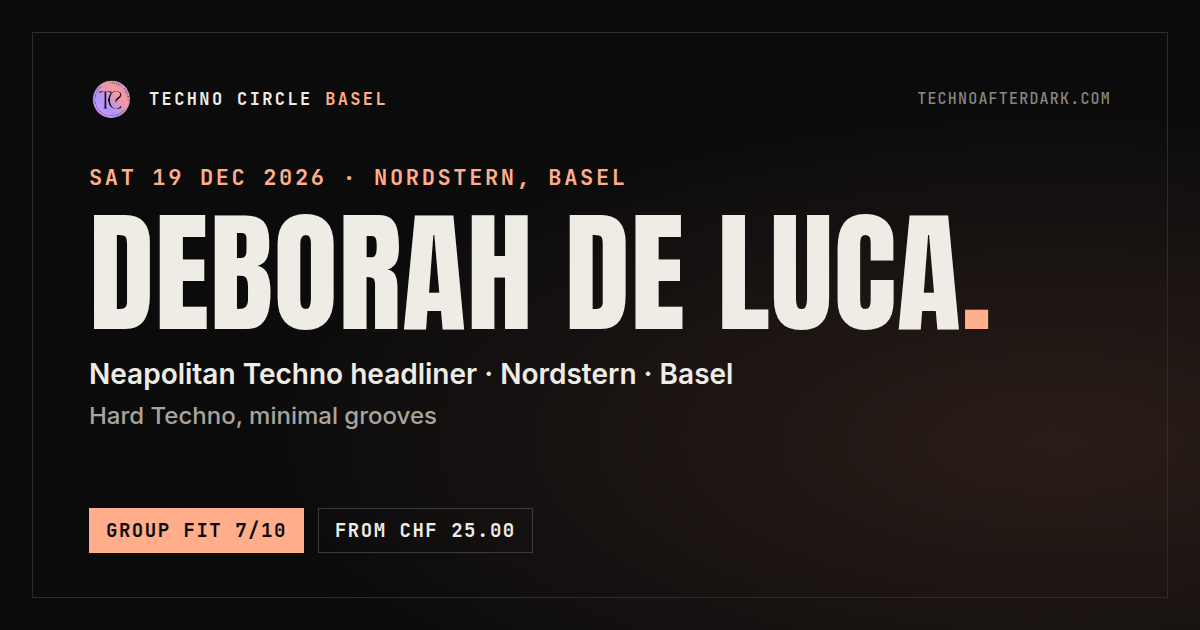 TC TECHNO CIRCLE BASEL
TECHNOAFTERDARK.COM
SAT 19 DEC 2026 · NORDSTERN, BASEL
DEBORAH DE LUCA.
Neapolitan Techno headliner · Nordstern · Basel
Hard Techno, minimal grooves
GROUP FIT 7/10
FROM CHF 25.00